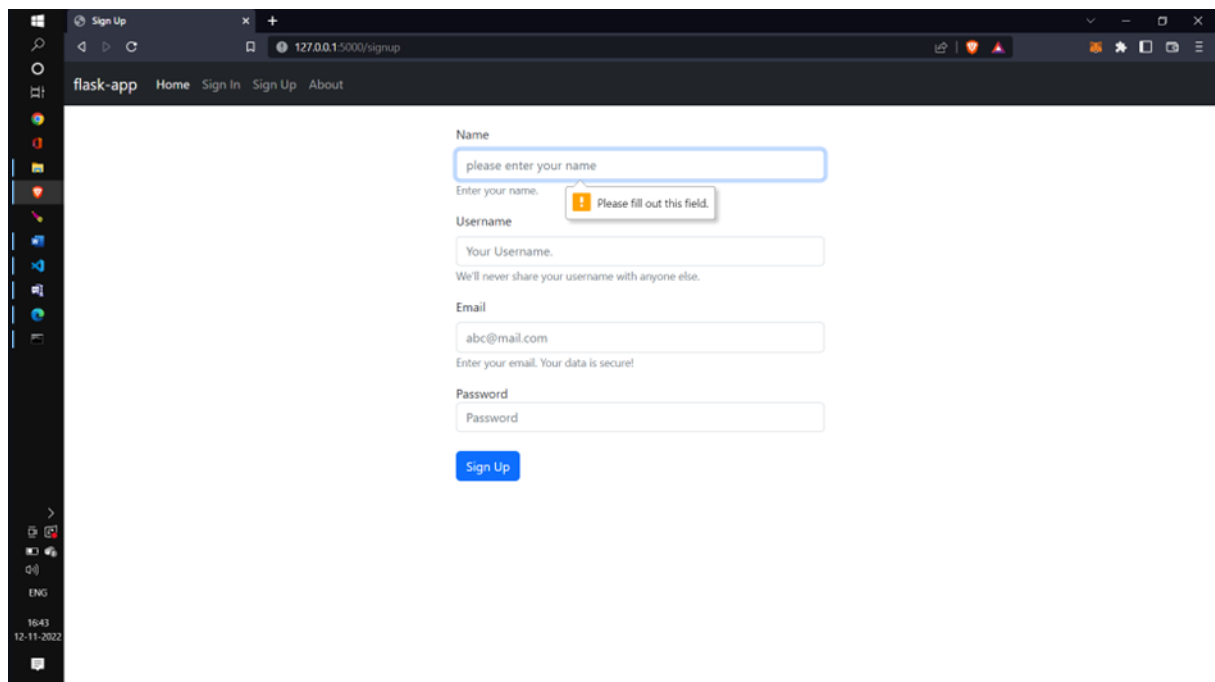 Sign Up
127.0.0.1:5000/signup
flask-app Home Sign In Sign Up About
Name
please enter your name
Enter your name.
Please fill out this field.
Username
Your Username.
We'll never share your username with anyone else.
Email
abc@mail.com
Enter your email. Your data is secure!
Password
Password
Sign Up
ENG
16:43
12-11-2022